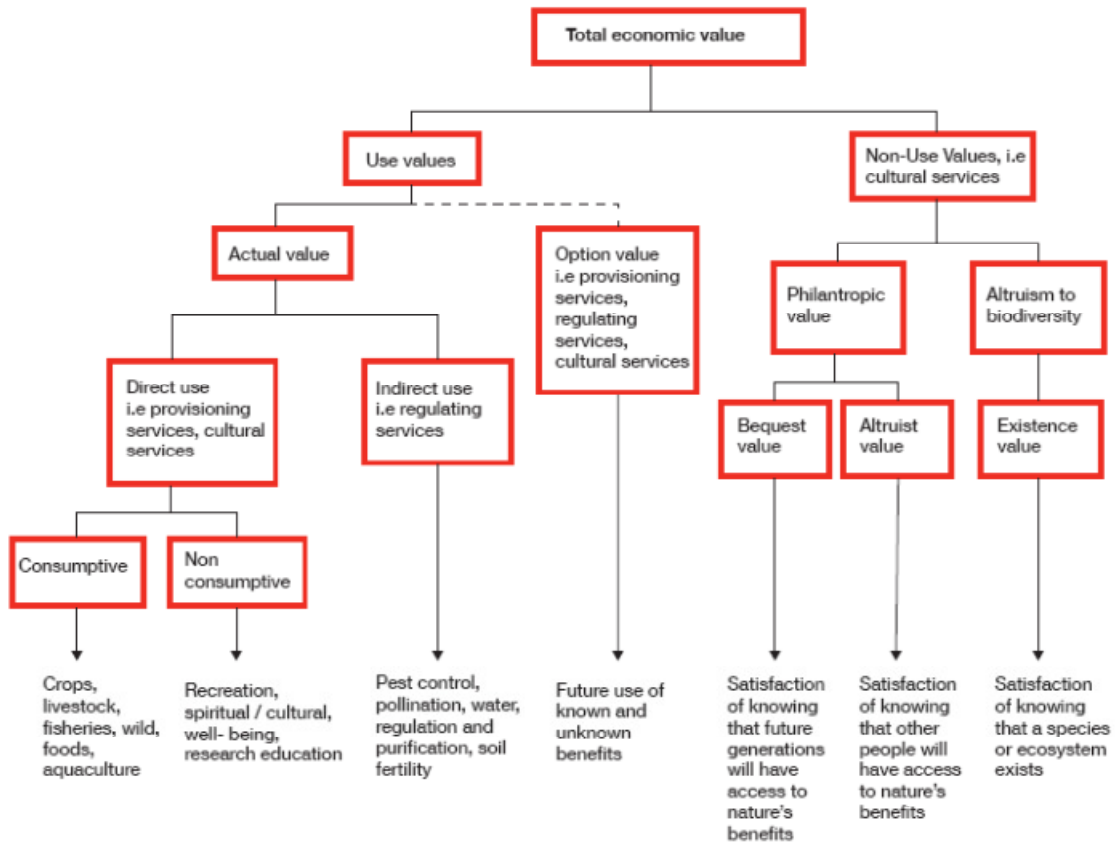 Total economic value
Use values
Non-Use Values, i.e
cultural services
Actual value
Option value
i.e provisioning
services,
regulating
services,
cultural services
Philantropic
value
Altruism to
biodiversity
Direct use
i.e provisioning
services, cultural
services
Indirect use
i.e regulating
services
Bequest
value
Altruist
value
Existence
value
Consumptive
Non
consumptive
Crops,
livestock,
fisheries, wild,
foods,
aquaculture
Recreation,
spiritual / cultural,
well- being,
research education
Pest control,
pollination, water,
regulation and
purification, soil
fertility
Future use of
known and
unknown
benefits
Satisfaction
of knowing
that future
generations
will have
access to
nature's
benefits
Satisfaction
of knowing
that other
people will
have access
to nature's
benefits
Satisfaction
of knowing
that a species
or ecosystem
exists